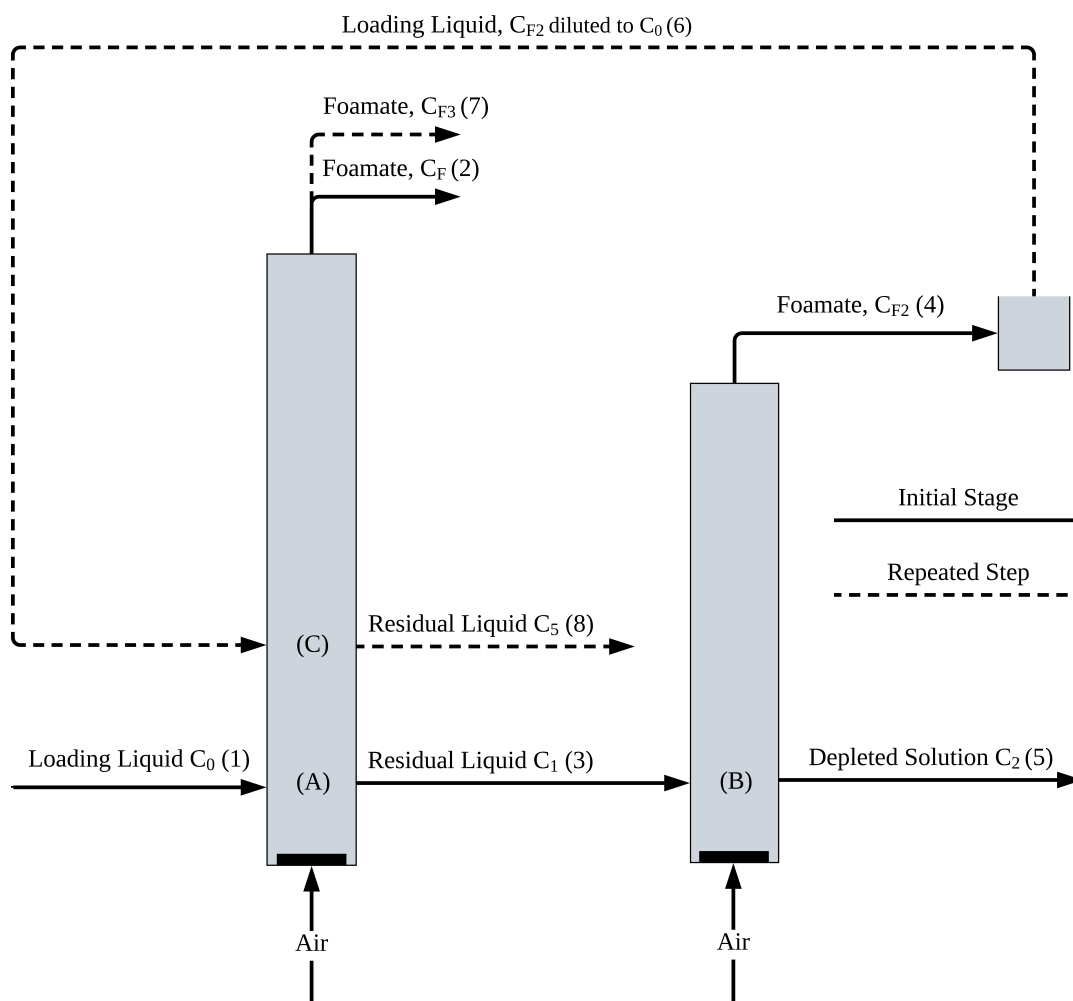 Loading Liquid, C_F2 diluted to C_0 (6)
Foamate, C_F3 (7)
Foamate, C_F (2)
Foamate, C_F2 (4)
Initial Stage
Repeated Step
(C)
Residual Liquid C_5 (8)
Loading Liquid C_0 (1)
(A)
Residual Liquid C_1 (3)
(B)
Depleted Solution C_2 (5)
Air
Air